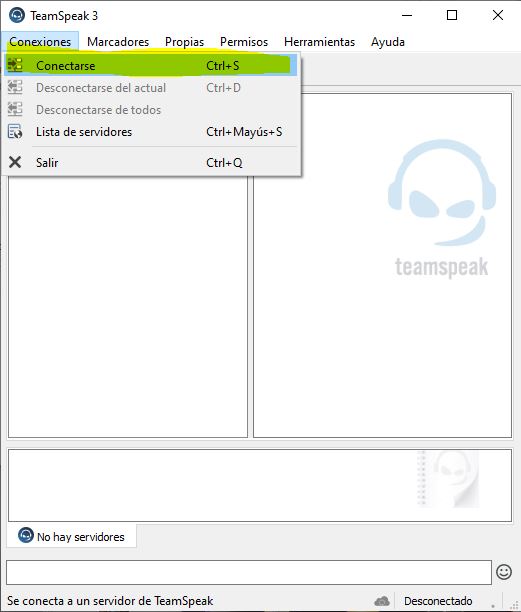 TeamSpeak 3
Conexiones Marcadores Propias Permisos Herramientas Ayuda
Conectarse Ctrl+S
Desconectarse del actual Ctrl+D
Desconectarse de todos
Lista de servidores Ctrl+Mayús+S
Salir Ctrl+Q
teamspeak
No hay servidores
Se conecta a un servidor de TeamSpeak Desconectado